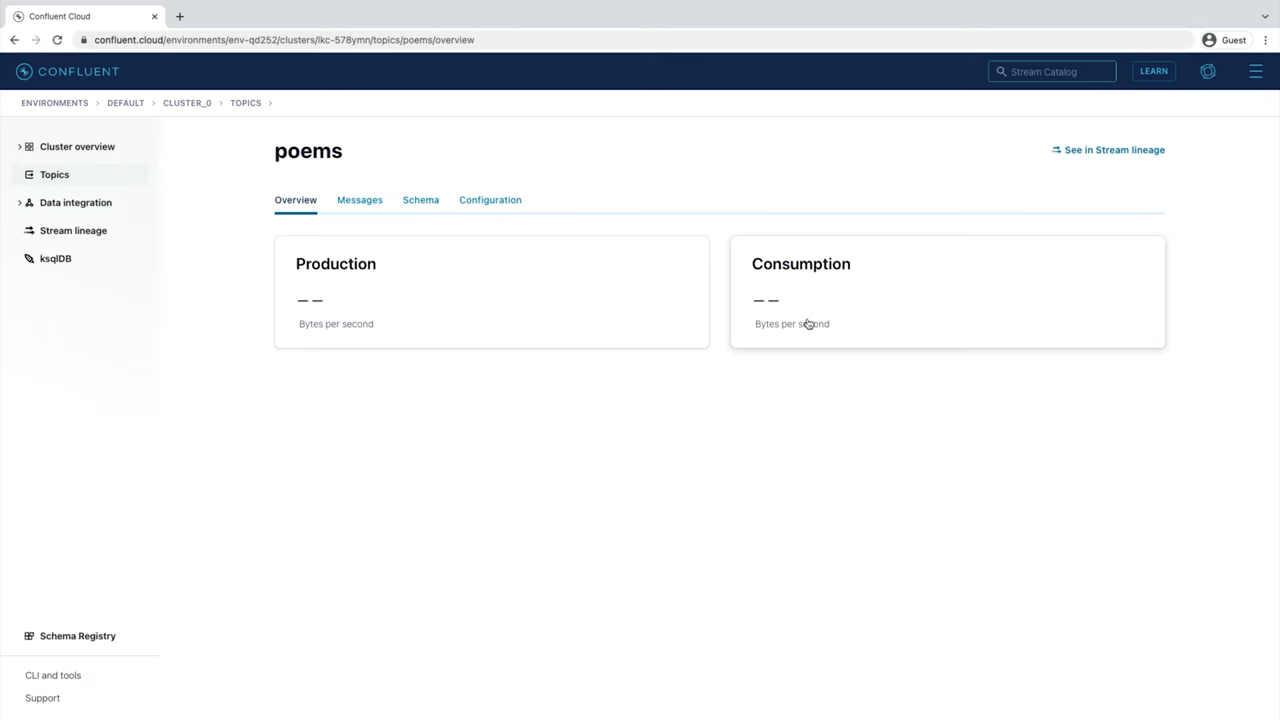 Confluent Cloud
confluent.cloud/environments/env-qd252/clusters/lkc-578ymn/topics/poems/overview
Guest
CONFLUENT
Stream Catalog
LEARN
ENVIRONMENTS > DEFAULT > CLUSTER_0 > TOPICS >
Cluster overview
Topics
Data integration
Stream lineage
ksqlDB
Schema Registry
CLI and tools
Support
poems
See in Stream lineage
Overview Messages Schema Configuration
Production
– –
Bytes per second
Consumption
– –
Bytes per second